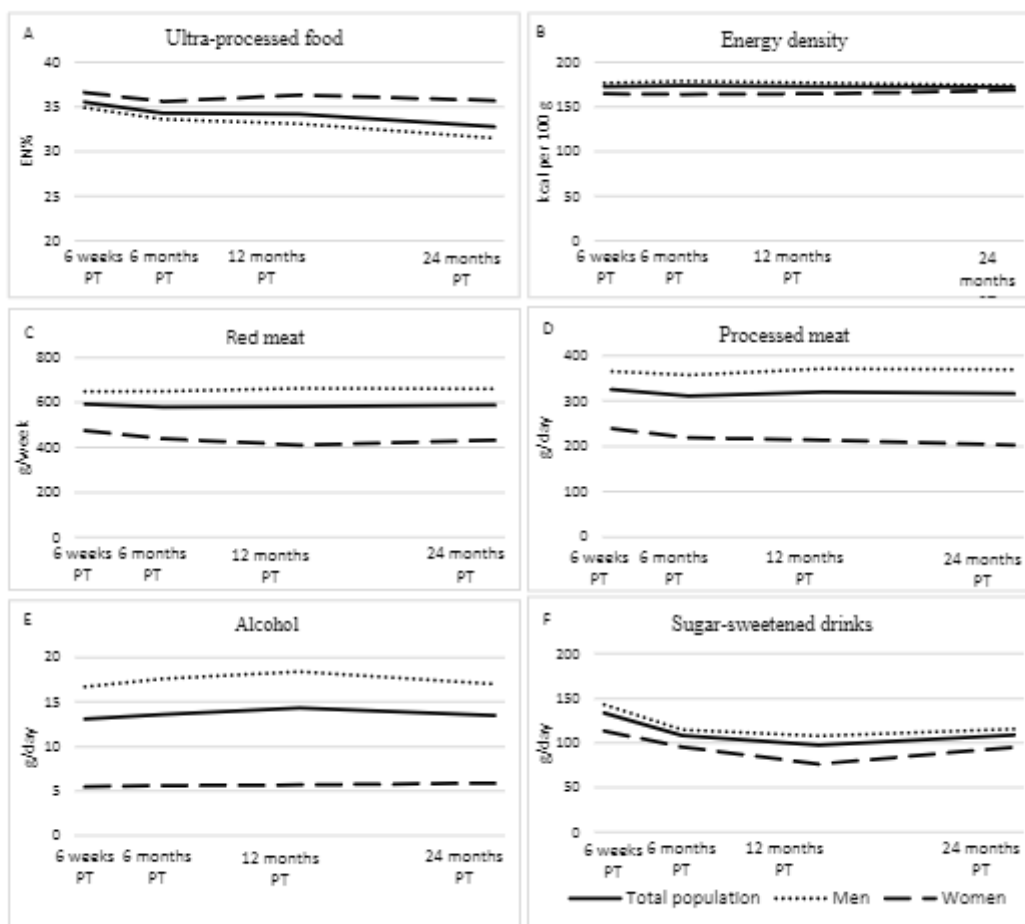 A
Ultra-processed food
40
35
30
25
20
EN%
6 weeks 6 months 12 months 24 months
PT PT PT PT
B
Energy density
200
150
100
50
0
kcal per 100 g
6 weeks 6 months 12 months 24
PT PT PT months
C
Red meat
800
600
400
200
0
g/week
6 weeks 6 months 12 months 24 months
PT PT PT PT
D
Processed meat
400
300
200
100
0
g/day
6 weeks 6 months 12 months 24 months
PT PT PT PT
E
Alcohol
20
15
10
5
0
g/day
6 weeks 6 months 12 months 24 months
PT PT PT PT
F
Sugar-sweetened drinks
200
150
100
50
0
g/day
6 weeks 6 months 12 months 24 months
PT PT PT PT
Total population Men Women